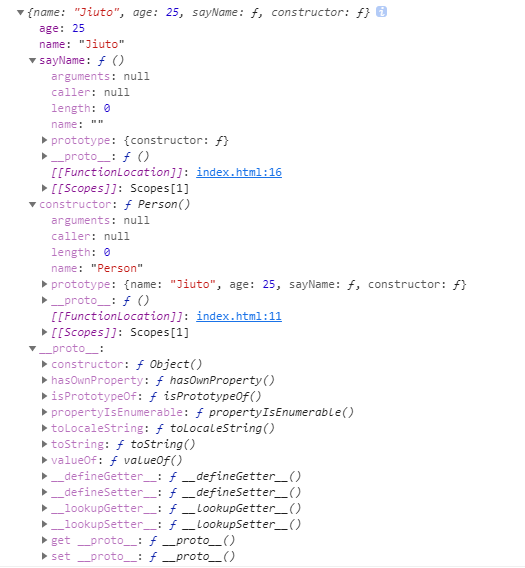 ▼{name: "Jiuto", age: 25, sayName: ƒ, constructor: ƒ} i
age: 25
name: "Jiuto"
▼sayName: ƒ ()
arguments: null
caller: null
length: 0
name: ""
▶prototype: {constructor: ƒ}
▶__proto__: ƒ ()
[[FunctionLocation]]: index.html:16
▶[[Scopes]]: Scopes[1]
▼constructor: ƒ Person()
arguments: null
caller: null
length: 0
name: "Person"
▶prototype: {name: "Jiuto", age: 25, sayName: ƒ, constructor: ƒ}
▶__proto__: ƒ ()
[[FunctionLocation]]: index.html:11
▶[[Scopes]]: Scopes[1]
▼__proto__:
▶constructor: ƒ Object()
▶hasOwnProperty: ƒ hasOwnProperty()
▶isPrototypeOf: ƒ isPrototypeOf()
▶propertyIsEnumerable: ƒ propertyIsEnumerable()
▶toLocaleString: ƒ toLocaleString()
▶toString: ƒ toString()
▶valueOf: ƒ valueOf()
▶__defineGetter__: ƒ __defineGetter__()
▶__defineSetter__: ƒ __defineSetter__()
▶__lookupGetter__: ƒ __lookupGetter__()
▶__lookupSetter__: ƒ __lookupSetter__()
▶get __proto__: ƒ __proto__()
▶set __proto__: ƒ __proto__()